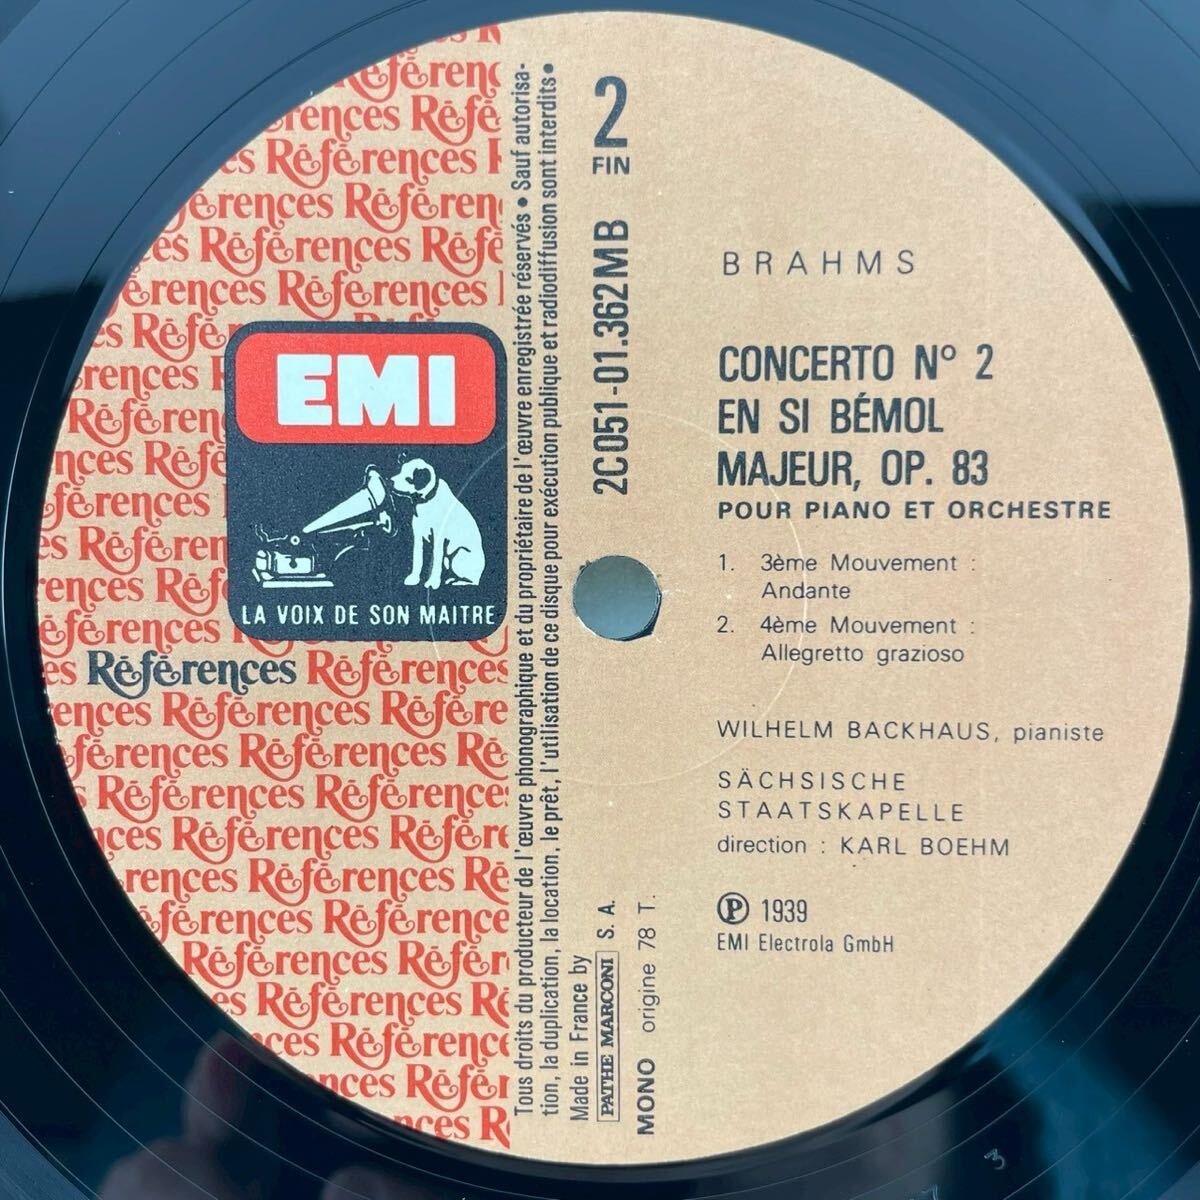 2
FIN
2C051-01.362MB
BRAHMS
CONCERTO Nº 2
EN SI BÉMOL
MAJEUR, OP. 83
POUR PIANO ET ORCHESTRE
1. 3ème Mouvement :
Andante
2. 4ème Mouvement :
Allegretto grazioso
WILHELM BACKHAUS, pianiste
SÄCHSISCHE
STAATSKAPELLE
direction : KARL BOEHM
Ⓟ 1939
EMI Electrola GmbH
EMI
LA VOIX DE SON MAITRE
Références
Tous droits du producteur de l'œuvre phonographique et du propriétaire de l'œuvre enregistrée réservés • Sauf autorisa-
tion, la duplication, la location, le prêt, l'utilisation de ce disque pour exécution publique et radiodiffusion sont interdits •
Made in France by
PATHE MARCONI S. A.
MONO origine 78 T.